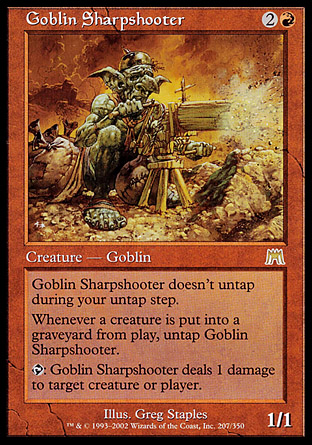 Goblin Sharpshooter 2
Creature — Goblin
Goblin Sharpshooter doesn't untap
during your untap step.
Whenever a creature is put into a
graveyard from play, untap Goblin
Sharpshooter.
: Goblin Sharpshooter deals 1 damage
to target creature or player.
Illus. Greg Staples
™ & © 1993–2002 Wizards of the Coast, Inc. 207/350
1/1